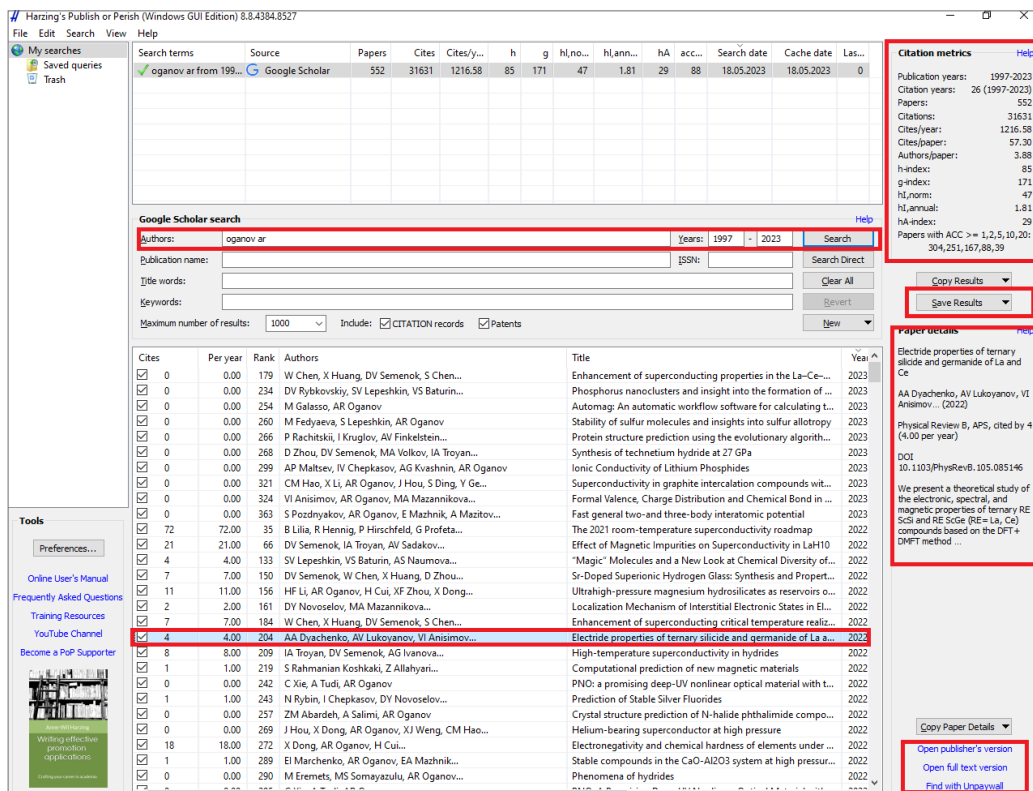 Harzing's Publish or Perish (Windows GUI Edition) 8.8.4384.8527
File Edit Search View Help
My searches
Saved queries
Trash
Search terms Source Papers Cites Cites/y... h g hI,no... hI,ann... hA acc... Search date Cache date Las...
oganov ar from 199... Google Scholar 552 31631 1216.58 85 171 47 1.81 29 88 18.05.2023 18.05.2023 0
Google Scholar search Help
Authors: oganov ar Years: 1997 - 2023 Search
Publication name: ISSN: Search Direct
Title words: Clear All
Keywords: Revert
Maximum number of results: 1000 Include: CITATION records Patents New
Cites Per year Rank Authors Title Year
0 0.00 179 W Chen, X Huang, DV Semenok, S Chen... Enhancement of superconducting properties in the La–Ce–... 2023
0 0.00 234 DV Rybkovskiy, SV Lepeshkin, VS Baturin... Phosphorus nanoclusters and insight into the formation of ... 2023
0 0.00 254 M Galasso, AR Oganov Automag: An automatic workflow software for calculating t... 2023
0 0.00 260 M Fedyaeva, S Lepeshkin, AR Oganov Stability of sulfur molecules and insights into sulfur allotropy 2023
0 0.00 266 P Rachitskii, I Kruglov, AV Finkelstein... Protein structure prediction using the evolutionary algorith... 2023
0 0.00 268 D Zhou, DV Semenok, MA Volkov, IA Troyan... Synthesis of technetium hydride at 27 GPa 2023
0 0.00 299 AP Maltsev, IV Chepkasov, AG Kvashnin, AR Oganov Ionic Conductivity of Lithium Phosphides 2023
0 0.00 321 CM Hao, X Li, AR Oganov, J Hou, S Ding, Y Ge... Superconductivity in graphite intercalation compounds wit... 2023
0 0.00 324 VI Anisimov, AR Oganov, MA Mazannikova... Formal Valence, Charge Distribution and Chemical Bond in ... 2023
0 0.00 363 S Pozdnyakov, AR Oganov, E Mazhnik, A Mazitov... Fast general two-and three-body interatomic potential 2023
72 72.00 35 B Lilia, R Hennig, P Hirschfeld, G Profeta... The 2021 room-temperature superconductivity roadmap 2022
21 21.00 66 DV Semenok, IA Troyan, AV Sadakov... Effect of Magnetic Impurities on Superconductivity in LaH10 2022
4 4.00 133 SV Lepeshkin, VS Baturin, AS Naumova... "Magic" Molecules and a New Look at Chemical Diversity of... 2022
7 7.00 150 DV Semenok, W Chen, X Huang, D Zhou... Sr-Doped Superionic Hydrogen Glass: Synthesis and Propert... 2022
11 11.00 156 HF Li, AR Oganov, H Cui, XF Zhou, X Dong... Ultrahigh-pressure magnesium hydrosilicates as reservoirs o... 2022
2 2.00 161 DY Novoselov, MA Mazannikova... Localization Mechanism of Interstitial Electronic States in El... 2022
7 7.00 184 W Chen, X Huang, DV Semenok, S Chen... Enhancement of superconducting critical temperature realiz... 2022
4 4.00 204 AA Dyachenko, AV Lukoyanov, VI Anisimov... Electride properties of ternary silicide and germanide of La a... 2022
8 8.00 209 IA Troyan, DV Semenok, AG Ivanova... High-temperature superconductivity in hydrides 2022
1 1.00 219 S Rahmanian Koshkaki, Z Allahyari... Computational prediction of new magnetic materials 2022
0 0.00 242 C Xie, A Tudi, AR Oganov PNO: a promising deep-UV nonlinear optical material with t... 2022
1 1.00 243 N Rybin, I Chepkasov, DY Novoselov... Prediction of Stable Silver Fluorides 2022
0 0.00 257 ZM Abardeh, A Salimi, AR Oganov Crystal structure prediction of N-halide phthalimide compo... 2022
0 0.00 269 J Hou, X Dong, AR Oganov, XJ Weng, CM Hao... Helium-bearing superconductor at high pressure 2022
18 18.00 272 X Dong, AR Oganov, H Cui... Electronegativity and chemical hardness of elements under ... 2022
1 1.00 289 EI Marchenko, AR Oganov, EA Mazhnik... Stable compounds in the CaO-Al2O3 system at high pressur... 2022
0 0.00 290 M Eremets, MS Somayazulu, AR Oganov... Phenomena of hydrides 2022
Tools
Preferences...
Online User's Manual
Frequently Asked Questions
Training Resources
YouTube Channel
Become a PoP Supporter
Writing effective
promotion
applications
Citation metrics Help
Publication years: 1997-2023
Citation years: 26 (1997-2023)
Papers: 552
Citations: 31631
Cites/year: 1216.58
Cites/paper: 57.30
Authors/paper: 3.88
h-index: 85
g-index: 171
hI,norm: 47
hI,annual: 1.81
hA-index: 29
Papers with ACC >= 1,2,5,10,20:
304,251,167,88,39
Copy Results
Save Results
Paper details Help
Electride properties of ternary
silicide and germanide of La and
Ce
AA Dyachenko, AV Lukoyanov, VI
Anisimov... (2022)
Physical Review B, APS, cited by 4
(4.00 per year)
DOI
10.1103/PhysRevB.105.085146
We present a theoretical study of
the electronic, spectral, and
magnetic properties of ternary RE
ScSi and RE ScGe (RE= La, Ce)
compounds based on the DFT+
DMFT method ...
Copy Paper Details
Open publisher's version
Open full text version
Find with Unpaywall